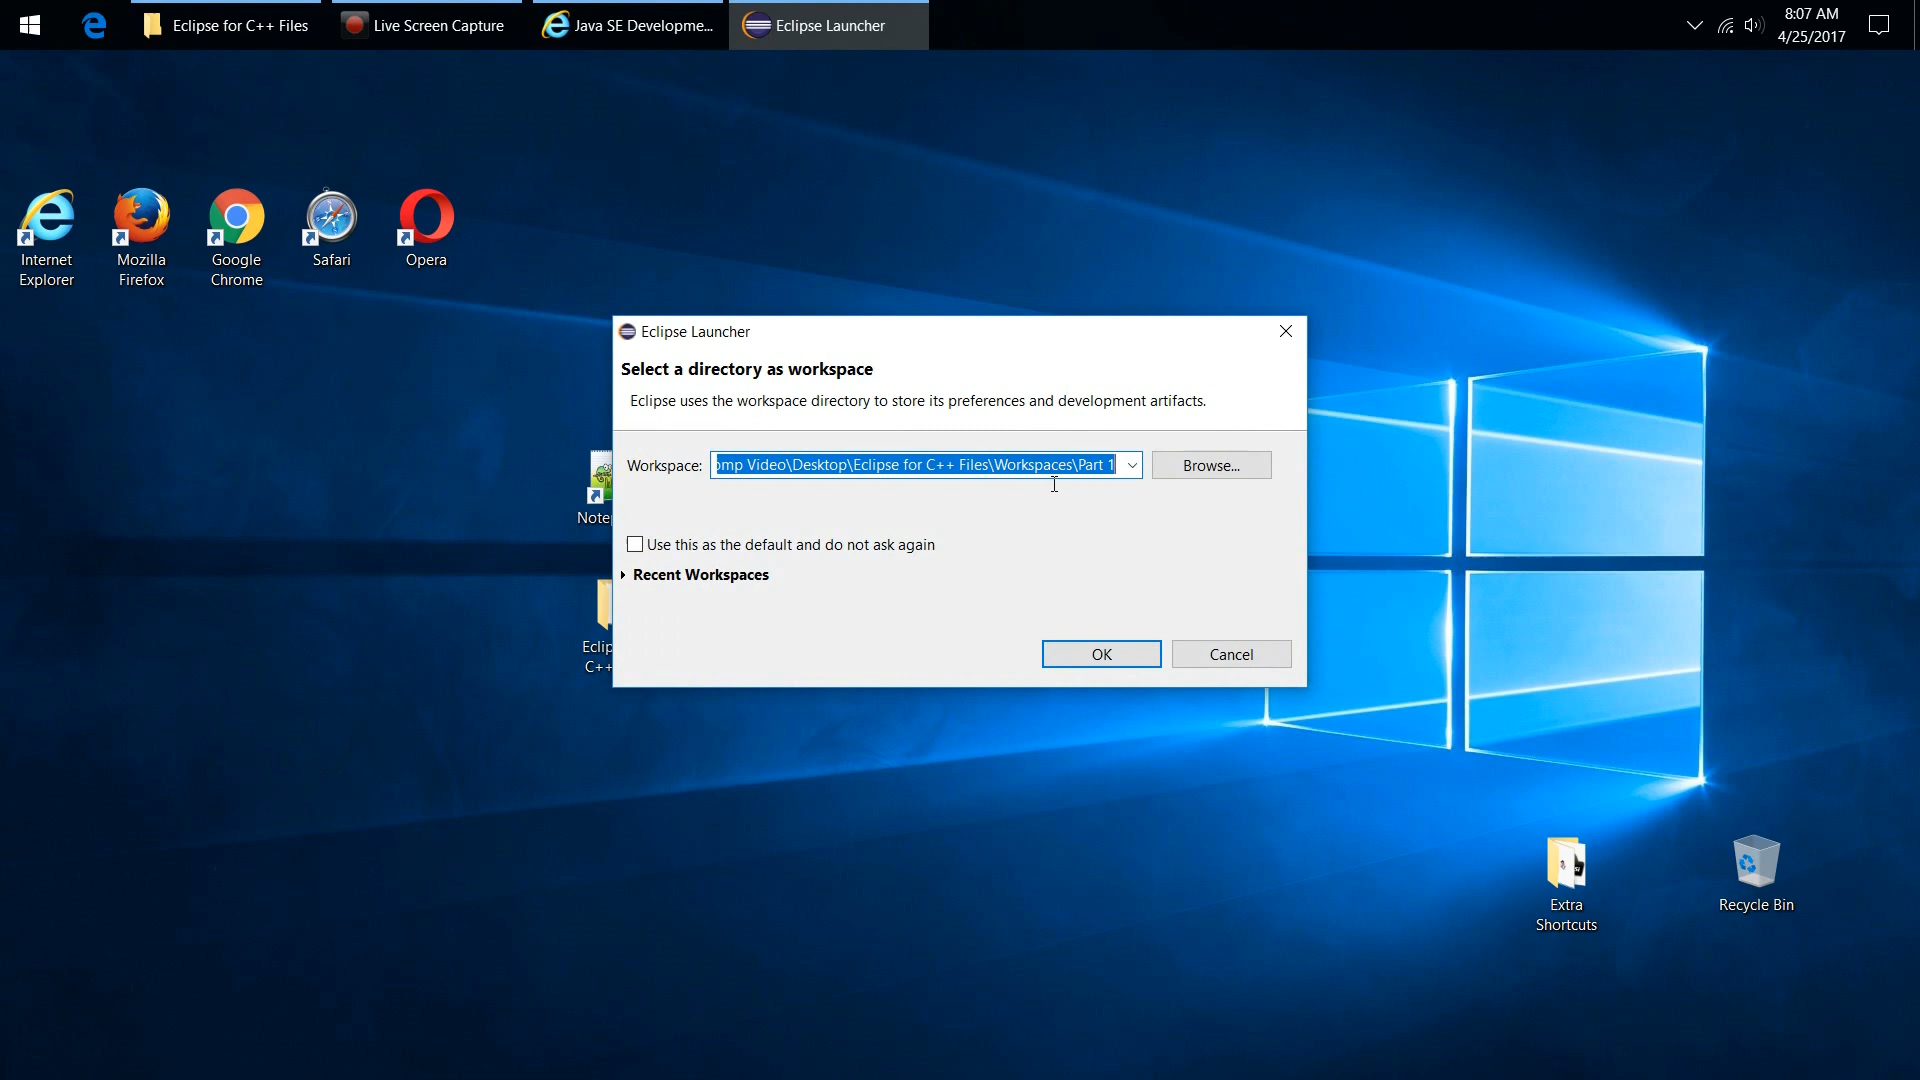 Eclipse for C++ Files
Live Screen Capture
Java SE Developme...
Eclipse Launcher
8:07 AM
4/25/2017
Internet
Explorer
Mozilla
Firefox
Google
Chrome
Safari
Opera
Eclipse Launcher
Select a directory as workspace
Eclipse uses the workspace directory to store its preferences and development artifacts.
Workspace:
omp Video\Desktop\Eclipse for C++ Files\Workspaces\Part 1
Browse...
Note
Use this as the default and do not ask again
Recent Workspaces
Eclip
C++
OK
Cancel
Extra
Shortcuts
Recycle Bin